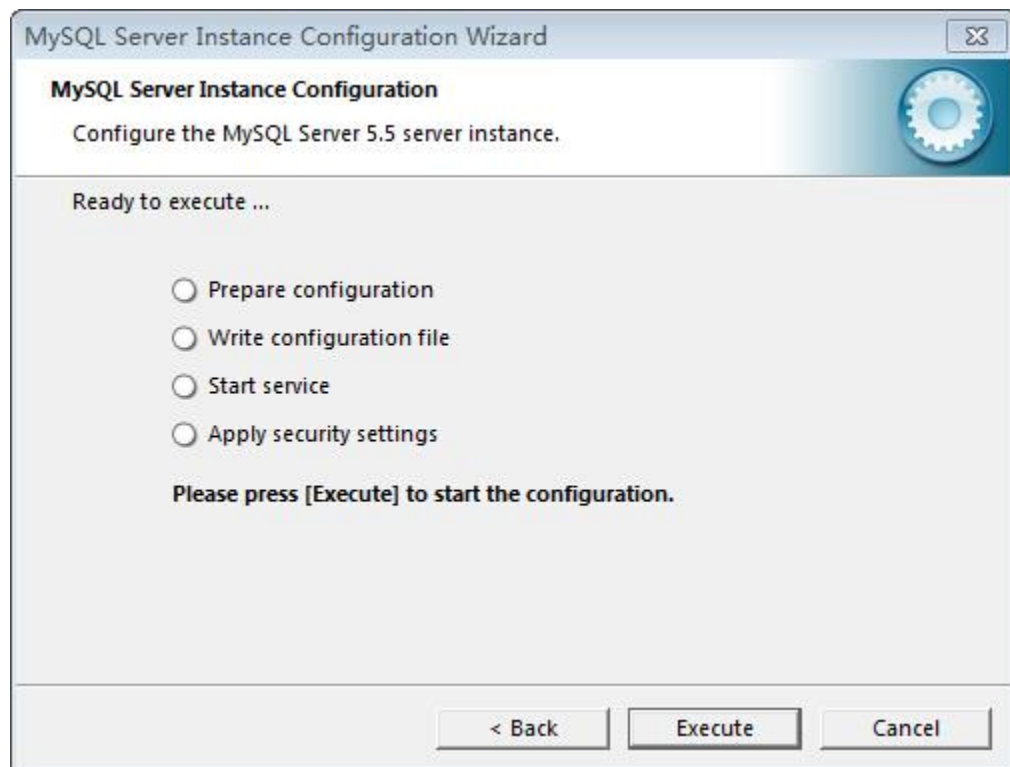 MySQL Server Instance Configuration Wizard
MySQL Server Instance Configuration
Configure the MySQL Server 5.5 server instance.
Ready to execute ...
Prepare configuration
Write configuration file
Start service
Apply security settings
Please press [Execute] to start the configuration.
< Back Execute Cancel